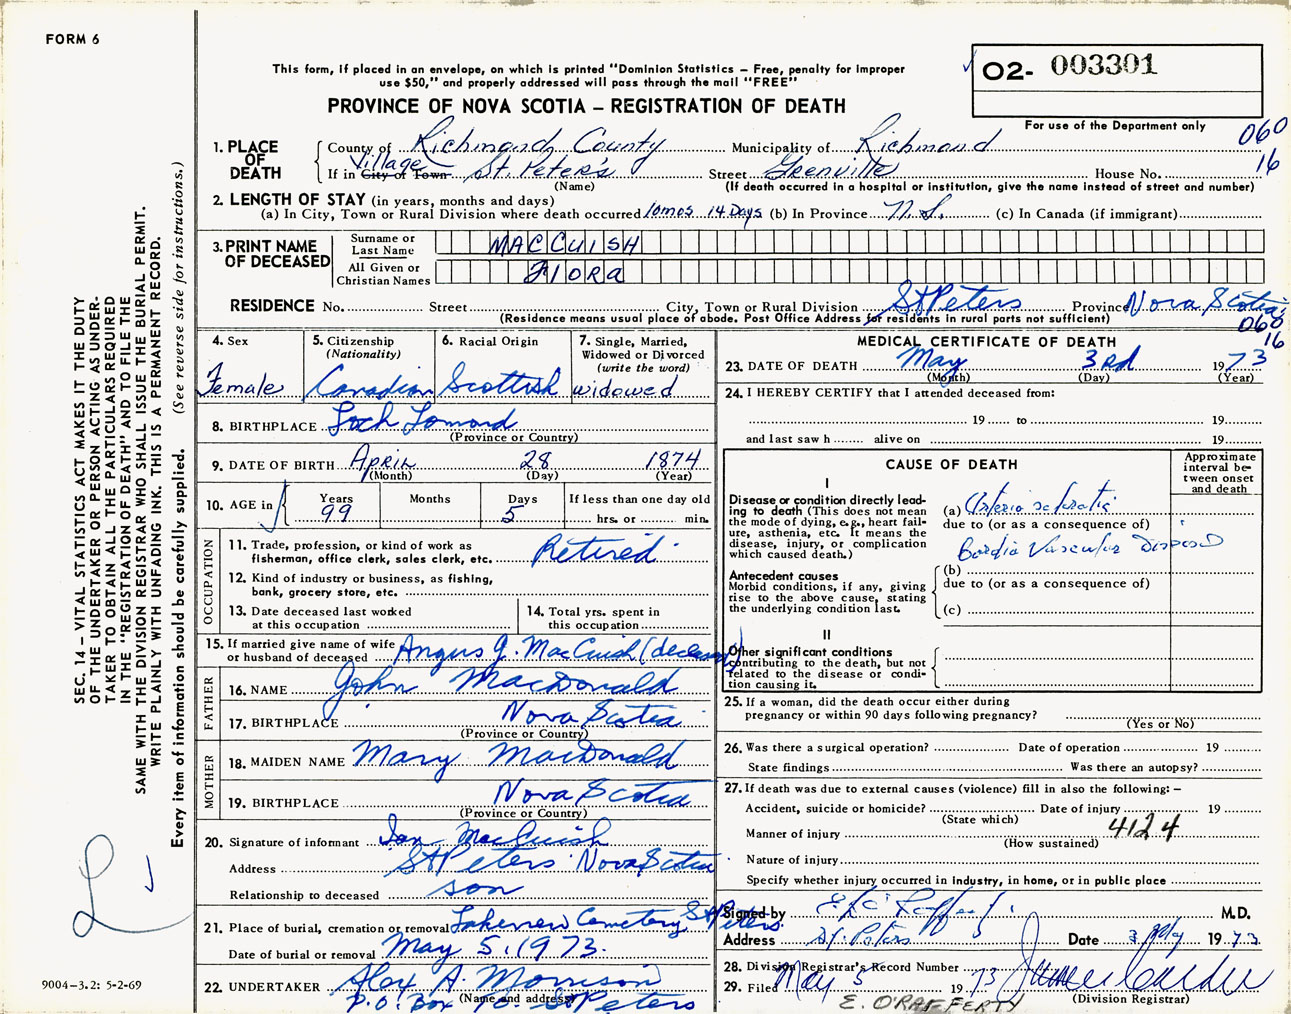 FORM 6
This form, if placed in an envelope, on which is printed "Dominion Statistics – Free, penalty for improper
use $50," and properly addressed will pass through the mail "FREE"
PROVINCE OF NOVA SCOTIA – REGISTRATION OF DEATH
02- 003301
For use of the Department only
060
16
1. PLACE OF DEATH
County of Richmond County Municipality of Richmond
If in City or Town Village St. Peter's Street Grenville House No.
(Name) (If death occurred in a hospital or institution, give the name instead of street and number)
2. LENGTH OF STAY (in years, months and days)
(a) In City, Town or Rural Division where death occurred 10mos 14 Days (b) In Province N.S. (c) In Canada (if immigrant)
3. PRINT NAME OF DECEASED
Surname or Last Name MACCUISH
All Given or Christian Names FLORA
RESIDENCE No. Street City, Town or Rural Division St Peters Province Nova Scotia
(Residence means usual place of abode. Post Office Address for residents in rural parts not sufficient)
060
16
4. Sex
Female
5. Citizenship
(Nationality)
Canadian
6. Racial Origin
Scottish
7. Single, Married,
Widowed or Divorced
(write the word)
widowed
8. BIRTHPLACE Loch Lomond
(Province or Country)
9. DATE OF BIRTH April 28 1874
(Month) (Day) (Year)
10. AGE in
Years Months Days If less than one day old
99 5 hrs. or min.
OCCUPATION
11. Trade, profession, or kind of work as
fisherman, office clerk, sales clerk, etc. Retired
12. Kind of industry or business, as fishing,
bank, grocery store, etc.
13. Date deceased last worked
at this occupation
14. Total yrs. spent in
this occupation
15. If married give name of wife
or husband of deceased Angus J. MacCuish (deceased)
FATHER
16. NAME John MacDonald
17. BIRTHPLACE Nova Scotia
(Province or Country)
MOTHER
18. MAIDEN NAME Mary MacDonald
19. BIRTHPLACE Nova Scotia
(Province or Country)
20. Signature of informant Ian MacCuish
Address St Peters Nova Scotia
Relationship to deceased son
21. Place of burial, cremation or removal Lakeview Cemetery St Peters
Date of burial or removal May 5, 1973.
22. UNDERTAKER Alex A. Morrison
(Name and address)
P.O. Box St Peters
MEDICAL CERTIFICATE OF DEATH
23. DATE OF DEATH May 3rd 1973
(Month) (Day) (Year)
24. I HEREBY CERTIFY that I attended deceased from:
19 to 19
and last saw h alive on 19
CAUSE OF DEATH
Approximate
interval be-
tween onset
and death
I
Disease or condition directly lead-
ing to death (This does not mean
the mode of dying, e.g., heart fail-
ure, asthenia, etc. It means the
disease, injury, or complication
which caused death.)
(a) Arterio sclerotic
due to (or as a consequence of)
Cardio Vascular Disease
Antecedent causes
Morbid conditions, if any, giving
rise to the above cause, stating
the underlying condition last.
(b)
due to (or as a consequence of)
(c)
II
Other significant conditions
contributing to the death, but not
related to the disease or condi-
tion causing it.
25. If a woman, did the death occur either during
pregnancy or within 90 days following pregnancy?
(Yes or No)
26. Was there a surgical operation? Date of operation 19
State findings Was there an autopsy?
27. If death was due to external causes (violence) fill in also the following: –
Accident, suicide or homicide? Date of injury 19
(State which)
4124
Manner of injury
(How sustained)
Nature of injury
Specify whether injury occurred in industry, in home, or in public place
Signed by M.D.
Address St. Peters Date 3 May 1973.
28. Division Registrar's Record Number
29. Filed May 5 1973
(Division Registrar)
E. O'RAFFERTY
SEC. 14 – VITAL STATISTICS ACT MAKES IT THE DUTY
OF THE UNDERTAKER OR PERSON ACTING AS UNDER-
TAKER TO OBTAIN ALL THE PARTICULARS REQUIRED
IN THE "REGISTRATION OF DEATH" AND TO FILE THE
SAME WITH THE DIVISION REGISTRAR WHO SHALL ISSUE THE BURIAL PERMIT.
WRITE PLAINLY WITH UNFADING INK. THIS IS A PERMANENT RECORD.
Every item of information should be carefully supplied. (See reverse side for instructions.)
L
9004-3.2: 5-2-69